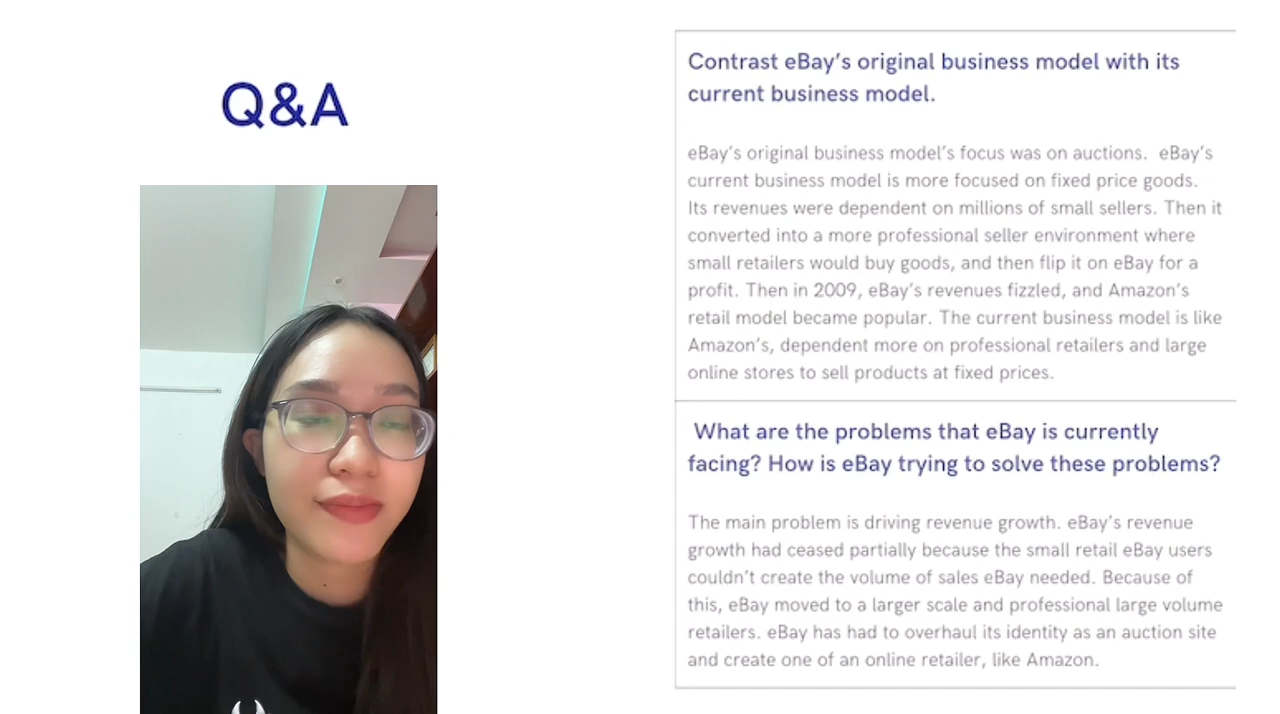 Q&A
Contrast eBay's original business model with its
current business model.
eBay's original business model's focus was on auctions.  eBay's
current business model is more focused on fixed price goods.
Its revenues were dependent on millions of small sellers. Then it
converted into a more professional seller environment where
small retailers would buy goods, and then flip it on eBay for a
profit. Then in 2009, eBay's revenues fizzled, and Amazon's
retail model became popular. The current business model is like
Amazon's, dependent more on professional retailers and large
online stores to sell products at fixed prices.
What are the problems that eBay is currently
facing? How is eBay trying to solve these problems?
The main problem is driving revenue growth. eBay's revenue
growth had ceased partially because the small retail eBay users
couldn't create the volume of sales eBay needed. Because of
this, eBay moved to a larger scale and professional large volume
retailers. eBay has had to overhaul its identity as an auction site
and create one of an online retailer, like Amazon.